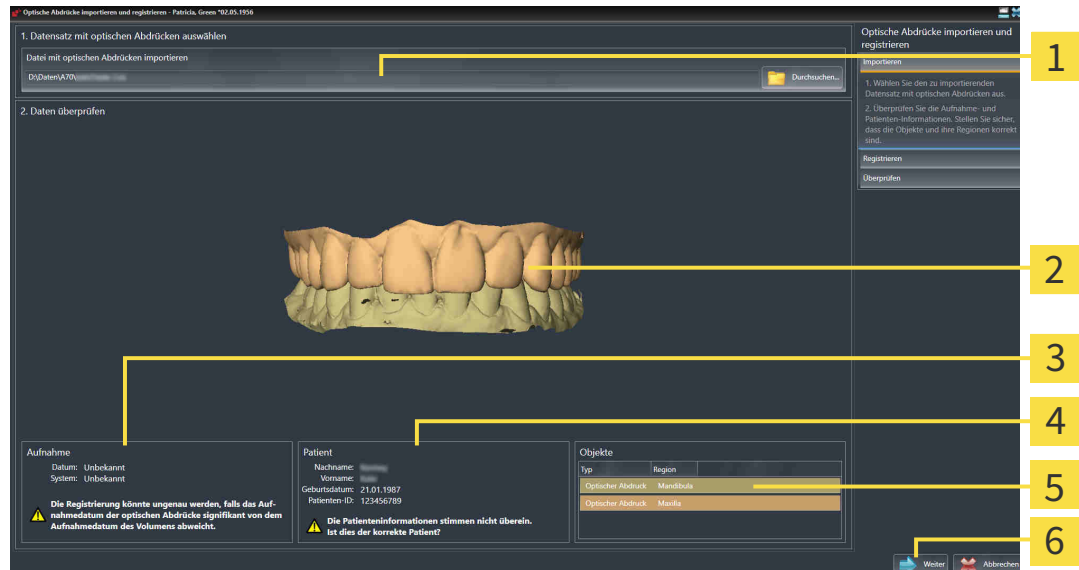 Optische Abdrücke importieren und registrieren - Patricia, Green *02.05.1956
1. Datensatz mit optischen Abdrücken auswählen
Datei mit optischen Abdrücken importieren
D:\Daten\A70\
Durchsuchen...
2. Daten überprüfen
Aufnahme
Datum: Unbekannt
System: Unbekannt
Die Registrierung könnte ungenau werden, falls das Auf-
nahmedatum der optischen Abdrücke signifikant von dem
Aufnahmedatum des Volumens abweicht.
Patient
Nachname:
Vorname:
Geburtsdatum: 21.01.1987
Patienten-ID: 123456789
Die Patienteninformationen stimmen nicht überein.
Ist dies der korrekte Patient?
Objekte
Typ Region
Optischer Abdruck Mandibula
Optischer Abdruck Maxilla
Optische Abdrücke importieren und
registrieren
Importieren
1. Wählen Sie den zu importierenden
Datensatz mit optischen Abdrücken aus.
2. Überprüfen Sie die Aufnahme- und
Patienten-Informationen. Stellen Sie sicher,
dass die Objekte und ihre Regionen korrekt
sind.
Registrieren
Überprüfen
Weiter
Abbrechen
1
2
3
4
5
6